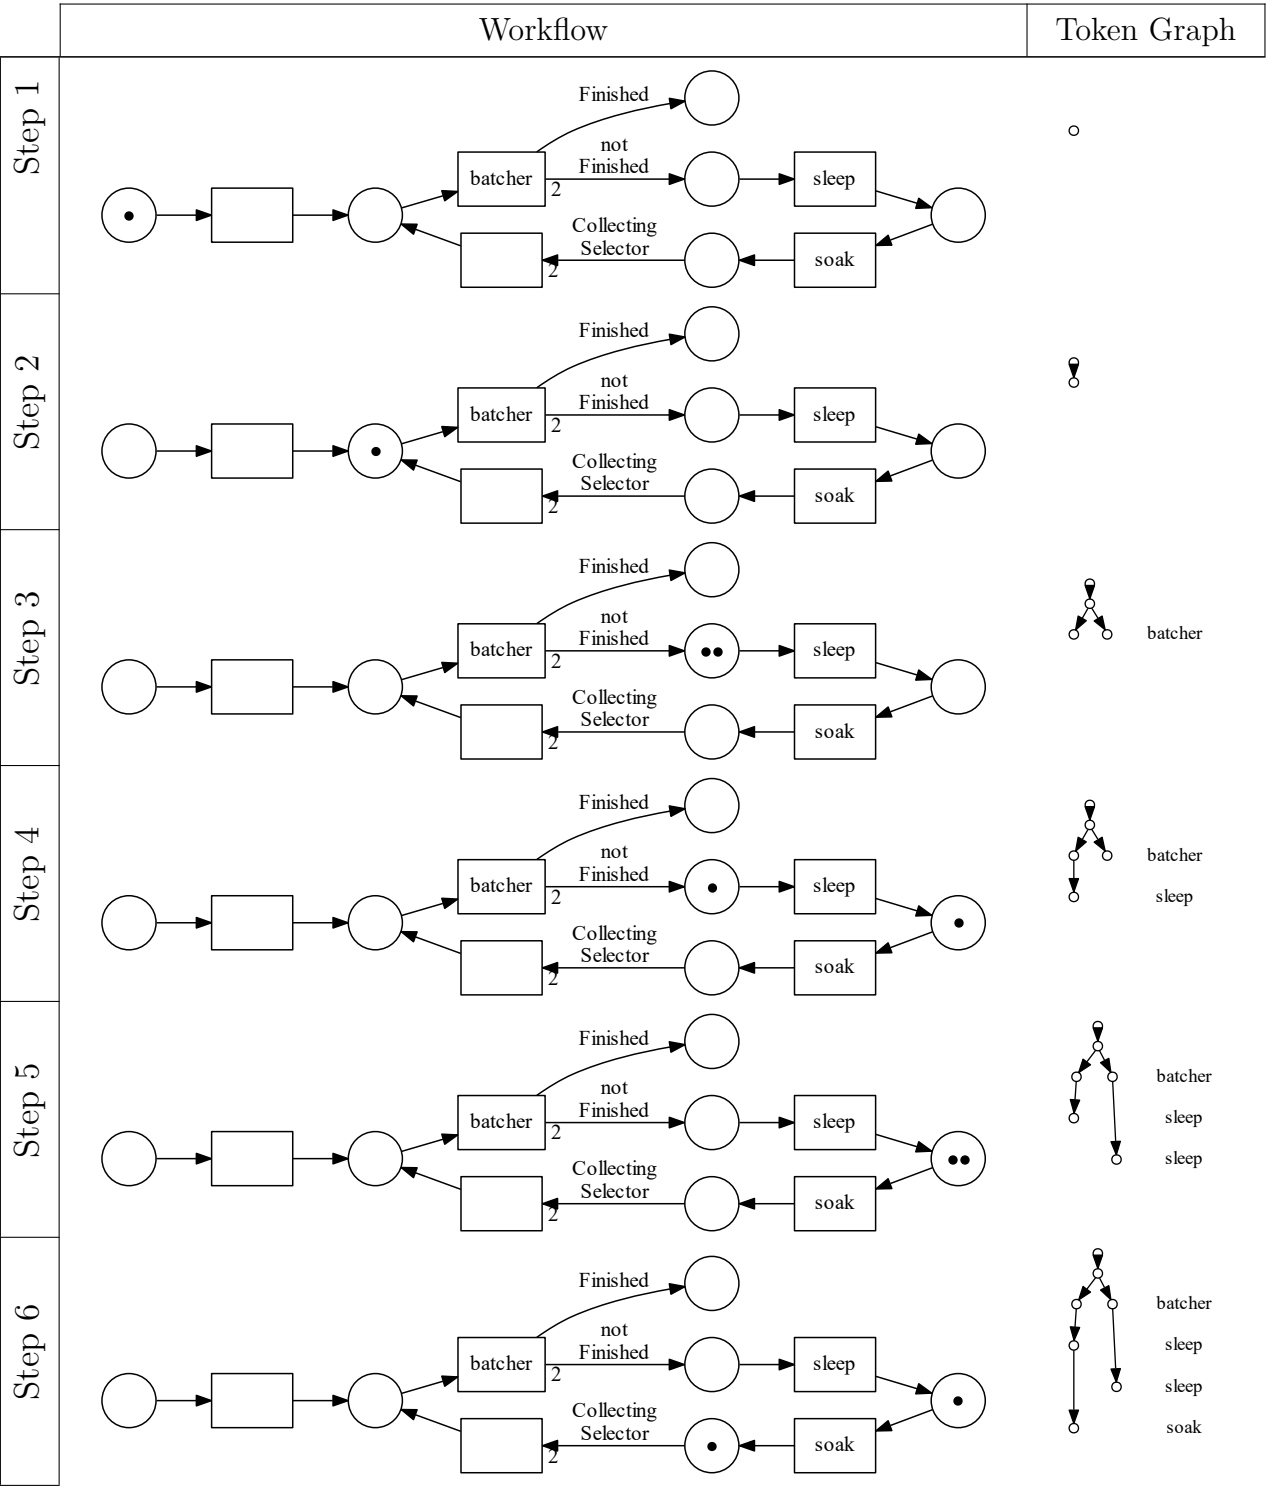 Workflow Token Graph
Step 1
Finished
not
Finished
batcher
2
sleep
Collecting
Selector
2
soak
Step 2
Finished
not
Finished
batcher
2
sleep
Collecting
Selector
2
soak
Step 3
Finished
not
Finished
batcher
2
sleep
batcher
Collecting
Selector
2
soak
Step 4
Finished
not
Finished
batcher
2
sleep
batcher
sleep
Collecting
Selector
2
soak
Step 5
Finished
not
Finished
batcher
2
sleep
batcher
sleep
sleep
Collecting
Selector
2
soak
Step 6
Finished
not
Finished
batcher
2
sleep
batcher
sleep
sleep
soak
Collecting
Selector
2
soak